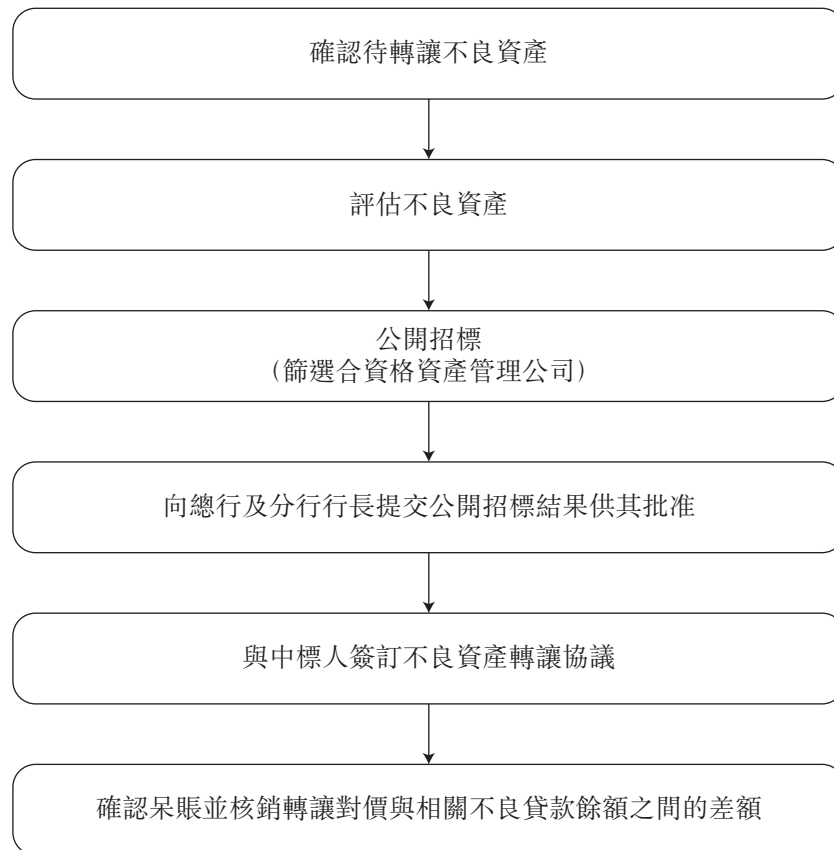 確認待轉讓不良資產
評估不良資產
公開招標
（篩選合資格資產管理公司）
向總行及分行行長提交公開招標結果供其批准
與中標人簽訂不良資產轉讓協議
確認呆賬並核銷轉讓對價與相關不良貸款餘額之間的差額